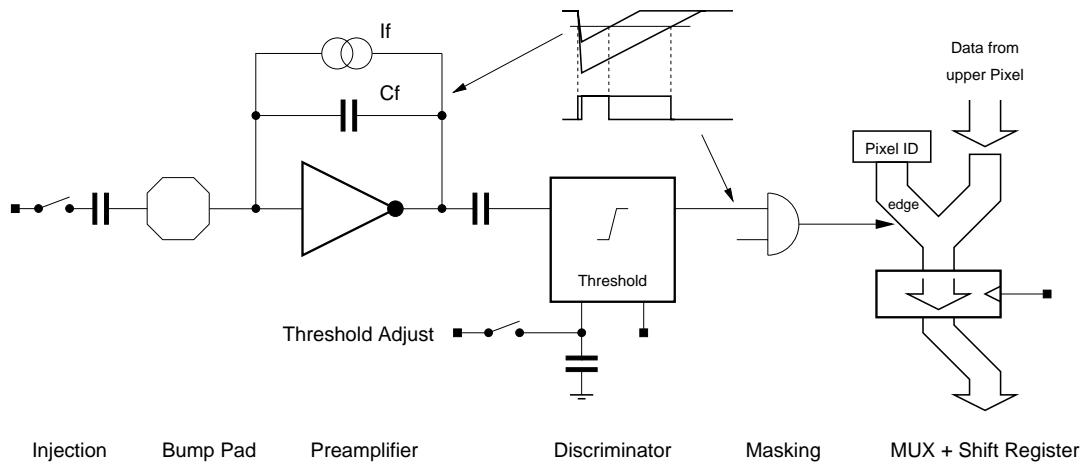 If
Cf
Data from
upper Pixel
Pixel ID
edge
Threshold
Threshold Adjust
Injection
Bump Pad
Preamplifier
Discriminator
Masking
MUX + Shift Register